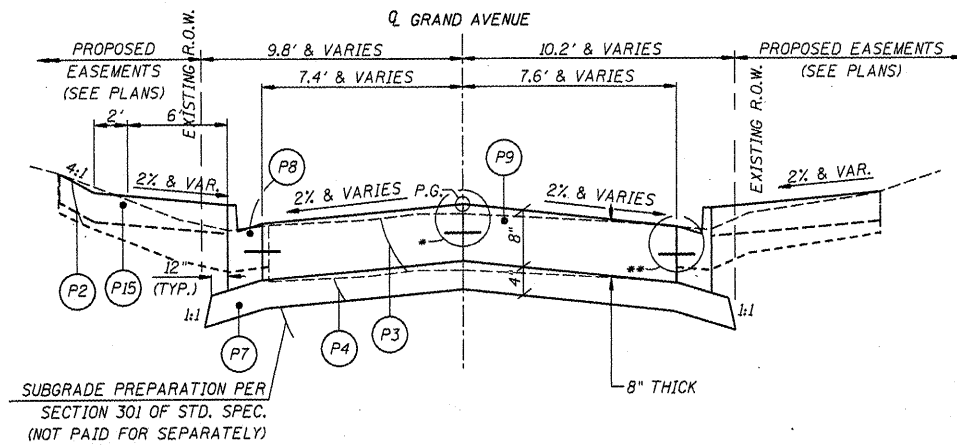 ℄ GRAND AVENUE
PROPOSED
EASEMENTS
(SEE PLANS)
EXISTING R.O.W.
9.8' & VARIES
10.2' & VARIES
PROPOSED EASEMENTS
(SEE PLANS)
EXISTING R.O.W.
7.4' & VARIES
7.6' & VARIES
2'
6'
4:1
2% & VAR.
P8
2% & VARIES
P.G.
P9
2% & VARIES
2% & VAR.
*
8"
**
12"
(TYP.)
4"
P2
P15
1:1
P7
P4
P3
1:1
8" THICK
SUBGRADE PREPARATION PER
SECTION 301 OF STD. SPEC.
(NOT PAID FOR SEPARATELY)